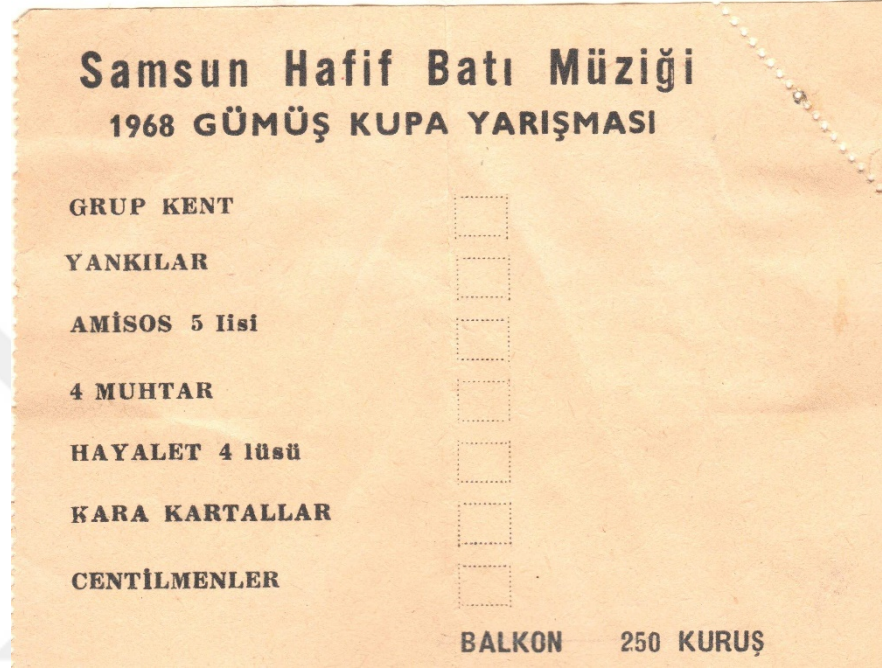 Samsun Hafif Batı Müziği
1968 GÜMÜŞ KUPA YARIŞMASI
GRUP KENT
YANKILAR
AMİSOS 5 lisi
4 MUHTAR
HAYALET 4 lüsü
KARA KARTALLAR
CENTİLMENLER
BALKON 250 KURUŞ